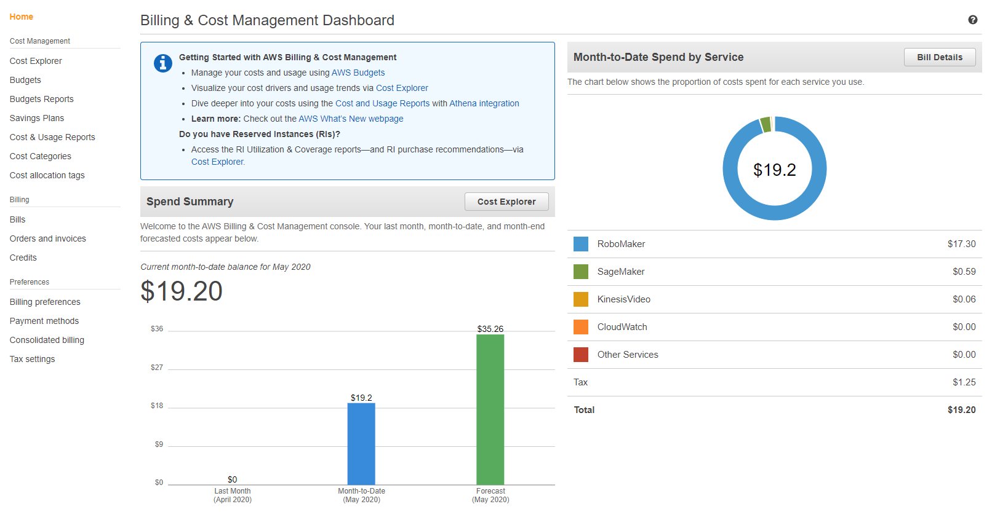 Home
Cost Management
Cost Explorer
Budgets
Budgets Reports
Savings Plans
Cost & Usage Reports
Cost Categories
Cost allocation tags
Billing
Bills
Orders and invoices
Credits
Preferences
Billing preferences
Payment methods
Consolidated billing
Tax settings
Billing & Cost Management Dashboard
?
Getting Started with AWS Billing & Cost Management
• Manage your costs and usage using AWS Budgets
• Visualize your cost drivers and usage trends via Cost Explorer
• Dive deeper into your costs using the Cost and Usage Reports with Athena integration
• Learn more: Check out the AWS What's New webpage
Do you have Reserved Instances (RIs)?
• Access the RI Utilization & Coverage reports—and RI purchase recommendations—via
Cost Explorer.
Spend Summary
Cost Explorer
Welcome to the AWS Billing & Cost Management console. Your last month, month-to-date, and month-end
forecasted costs appear below.
Current month-to-date balance for May 2020
$19.20
$36
$27
$18
$9
$0
$0
$19.2
$35.26
Last Month
(April 2020)
Month-to-Date
(May 2020)
Forecast
(May 2020)
Month-to-Date Spend by Service
Bill Details
The chart below shows the proportion of costs spent for each service you use.
$19.2
RoboMaker $17.30
SageMaker $0.59
KinesisVideo $0.06
CloudWatch $0.00
Other Services $0.00
Tax $1.25
Total $19.20